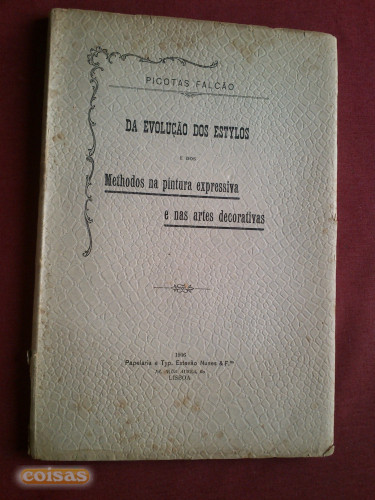 PICOTAS FALCÃO
DA EVOLUÇÃO DOS ESTYLOS
E DOS
Methodos na pintura expressiva
e nas artes decorativas
Papelaria e Typ. Estevão Nunes & F.os
LISBOA
coisas